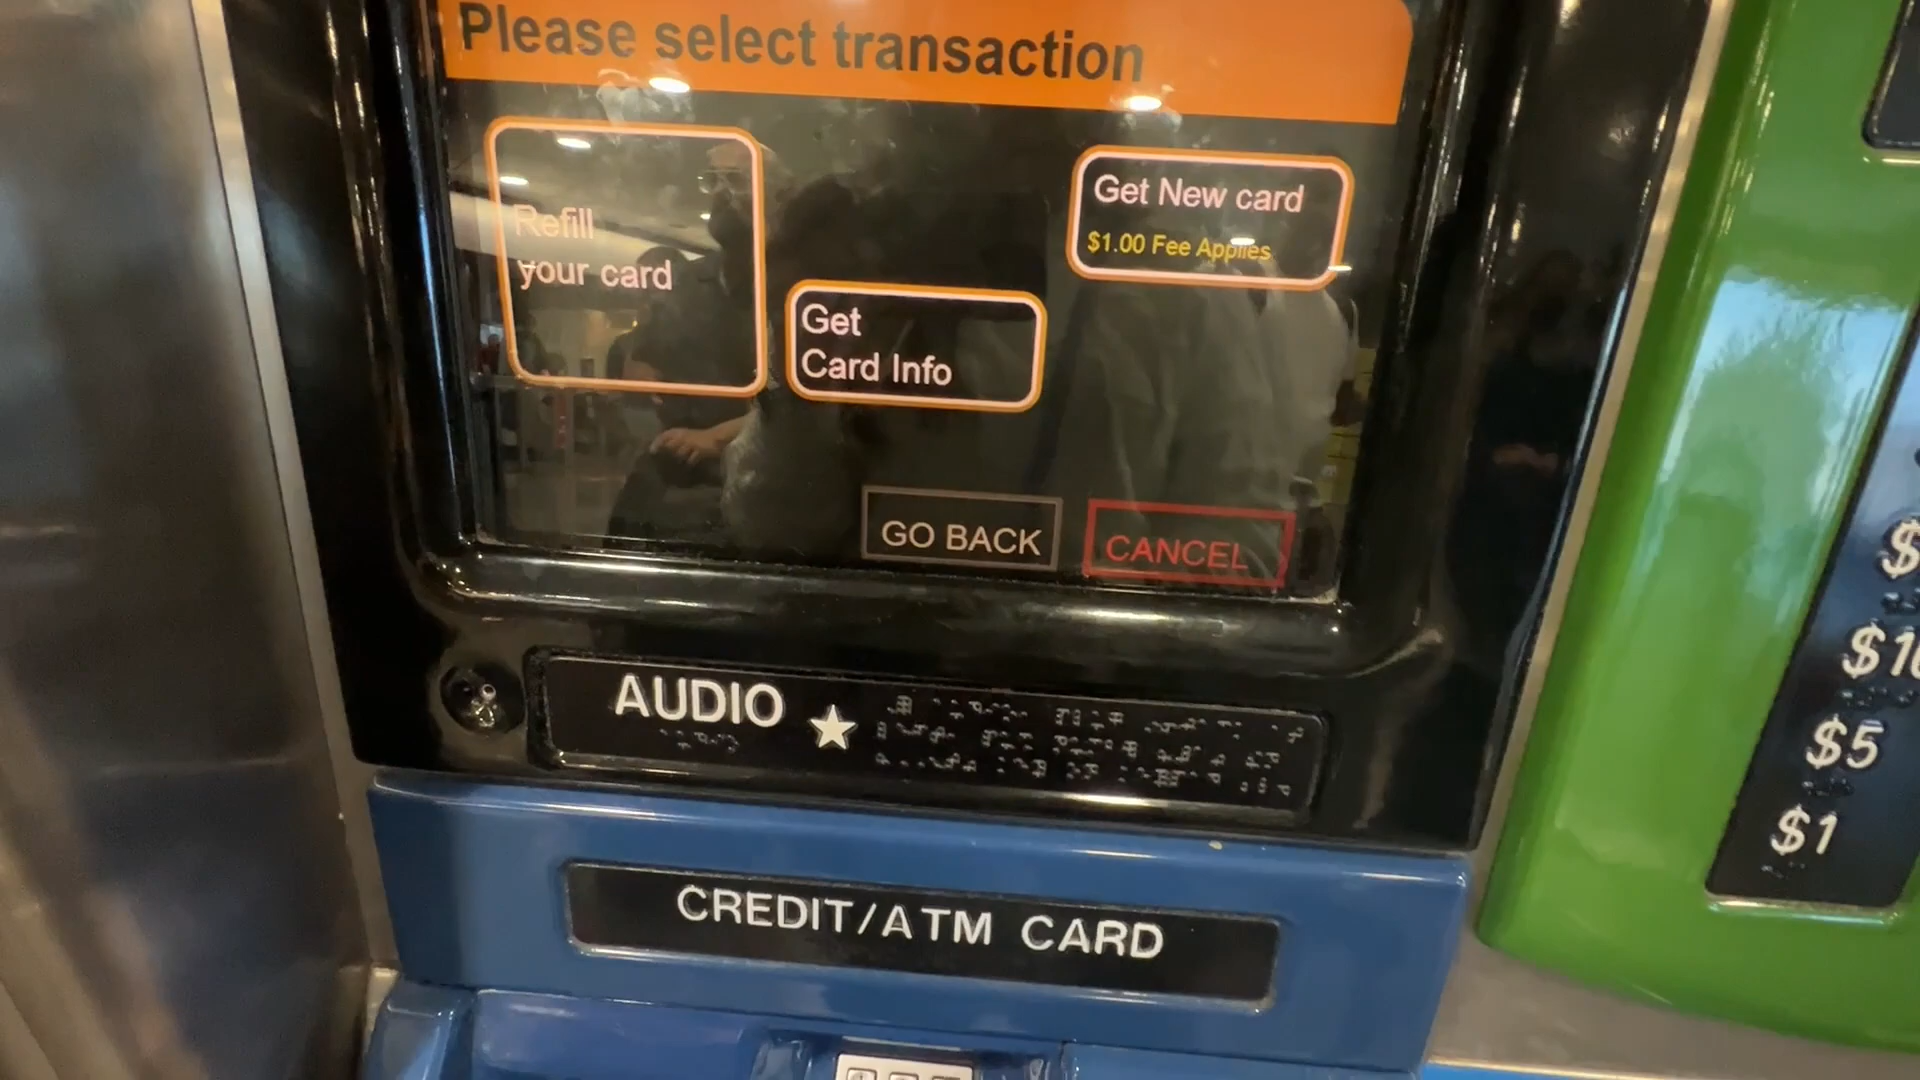 Please select transaction
Refill
your card
Get
Card Info
Get New card
$1.00 Fee Applies
GO BACK
CANCEL
AUDIO
CREDIT/ATM CARD
$5
$1